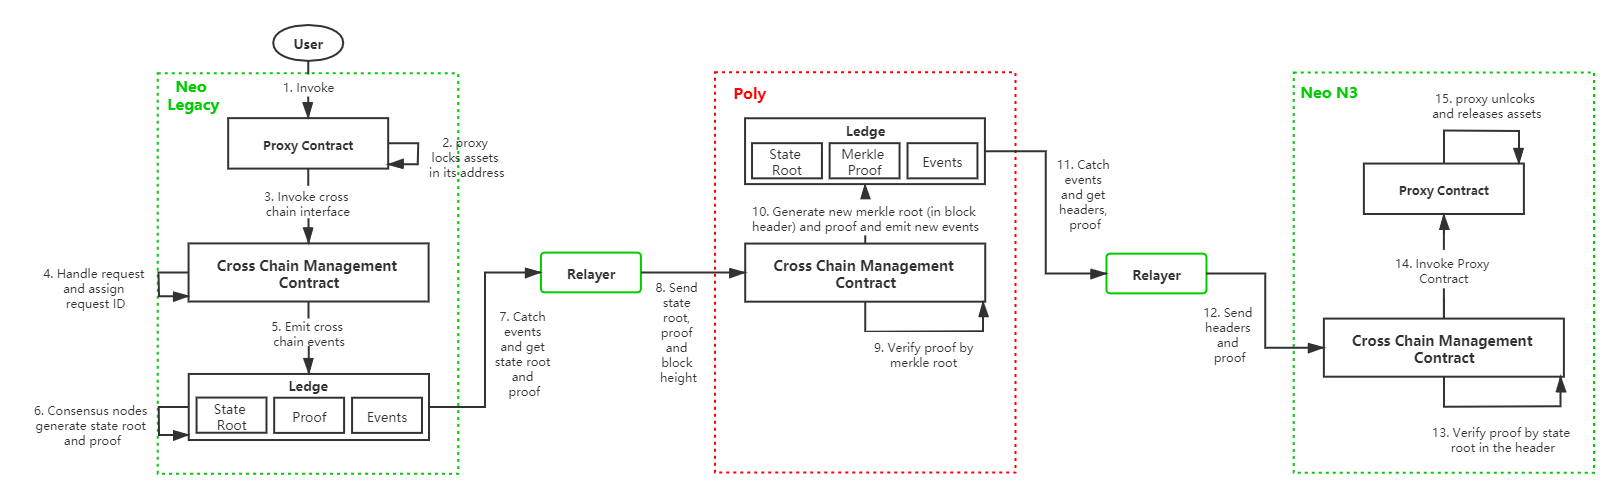 User
Neo
Legacy
1. Invoke
Proxy Contract
2. proxy
locks assets
in its address
3. Invoke cross
chain interface
Cross Chain Management
Contract
4. Handle request
and assign
request ID
5. Emit cross
chain events
Ledge
State
Root
Proof
Events
6. Consensus nodes
generate state root
and proof
7. Catch
events
and get
state root
and
proof
Relayer
8. Send
state
root,
proof
and
block
height
Poly
Ledge
State
Root
Merkle
Proof
Events
10. Generate new merkle root (in block
header) and proof and emit new events
Cross Chain Management
Contract
9. Verify proof by
merkle root
11. Catch
events
and get
headers,
proof
Relayer
12. Send
headers
and
proof
Neo N3
15. proxy unlcoks
and releases assets
Proxy Contract
14. Invoke Proxy
Contract
Cross Chain Management
Contract
13. Verify proof by state
root in the header